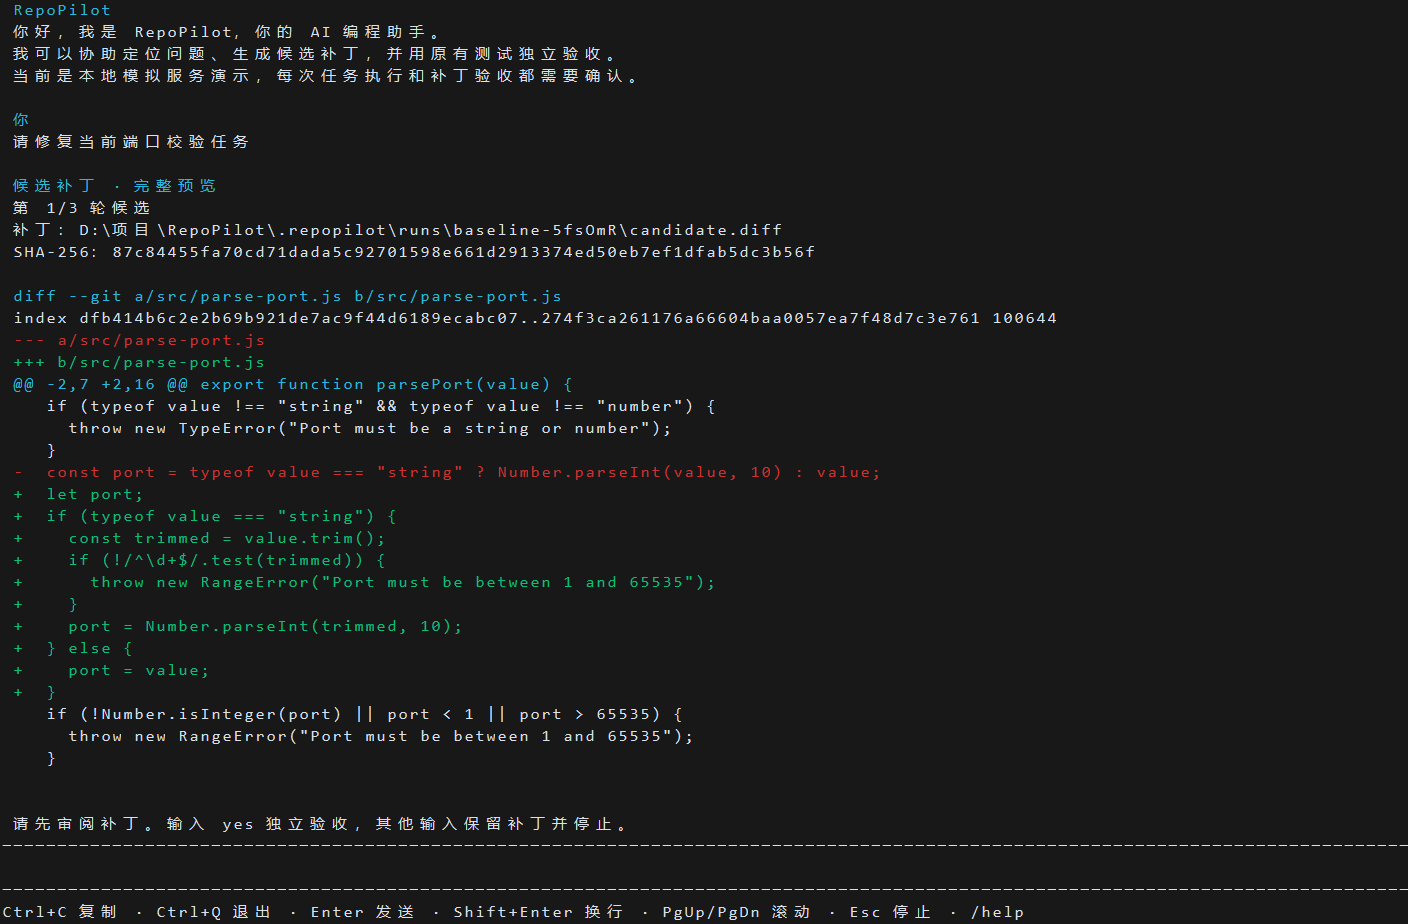 RepoPilot
你好，我是 RepoPilot，你的 AI 编程助手。
我可以协助定位问题、生成候选补丁，并用原有测试独立验收。
当前是本地模拟服务演示，每次任务执行和补丁验收都需要确认。
你
请修复当前端口校验任务
候选补丁 · 完整预览
第 1/3 轮候选
补丁：D:\项目\RepoPilot\.repopilot\runs\baseline-5fsOmR\candidate.diff
SHA-256: 87c84455fa70cd71dada5c92701598e661d2913374ed50eb7ef1dfab5dc3b56f
diff --git a/src/parse-port.js b/src/parse-port.js
index dfb414b6c2e2b69b921de7ac9f44d6189ecabc07..274f3ca261176a66604baa0057ea7f48d7c3e761 100644
--- a/src/parse-port.js
+++ b/src/parse-port.js
@@ -2,7 +2,16 @@ export function parsePort(value) {
   if (typeof value !== "string" && typeof value !== "number") {
     throw new TypeError("Port must be a string or number");
   }
-  const port = typeof value === "string" ? Number.parseInt(value, 10) : value;
+  let port;
+  if (typeof value === "string") {
+    const trimmed = value.trim();
+    if (!/^\d+$/.test(trimmed)) {
+      throw new RangeError("Port must be between 1 and 65535");
+    }
+    port = Number.parseInt(trimmed, 10);
+  } else {
+    port = value;
+  }
   if (!Number.isInteger(port) || port < 1 || port > 65535) {
     throw new RangeError("Port must be between 1 and 65535");
   }
请先审阅补丁。输入 yes 独立验收，其他输入保留补丁并停止。
Ctrl+C 复制 · Ctrl+Q 退出 · Enter 发送 · Shift+Enter 换行 · PgUp/PgDn 滚动 · Esc 停止 · /help